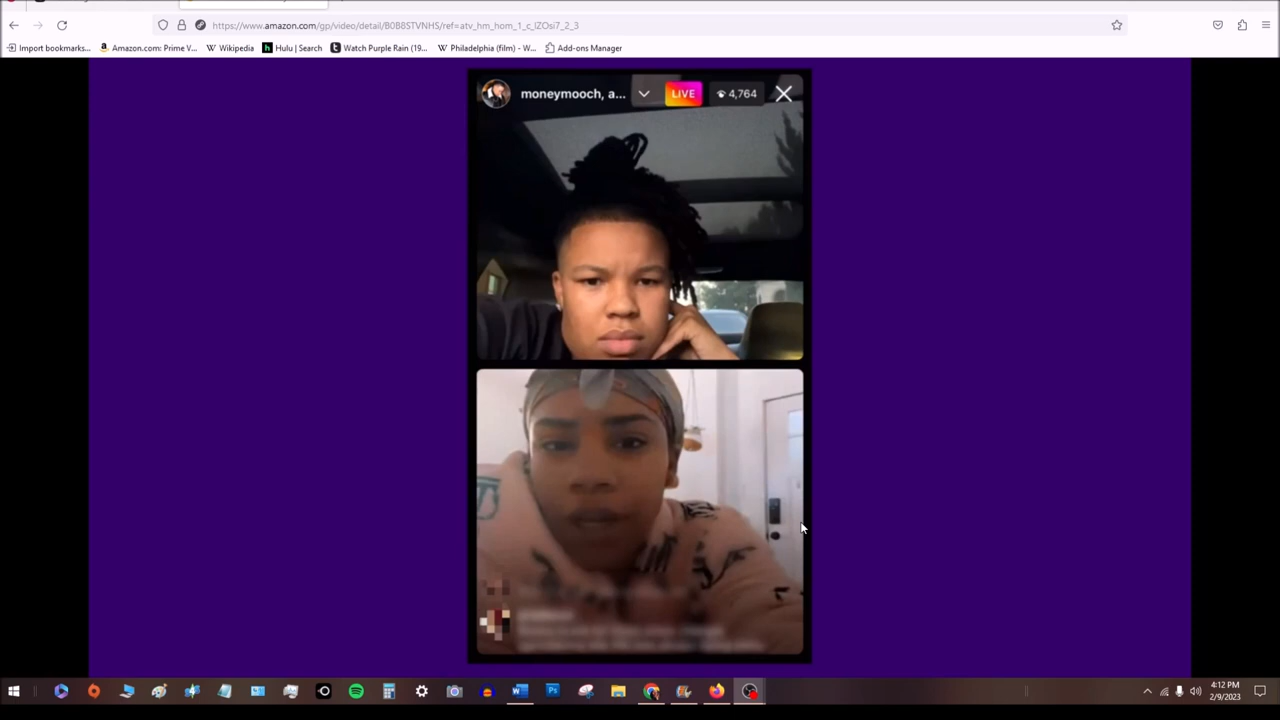 https://www.amazon.com/gp/video/detail/B0B8STVNHS/ref=atv_hm_hom_1_c_lZOsi7_2_3
Import bookmarks... Amazon.com: Prime V... Wikipedia Hulu | Search Watch Purple Rain (19... Philadelphia (film) – W... Add-ons Manager
moneymooch, a... LIVE 4,764
4:12 PM
2/9/2023